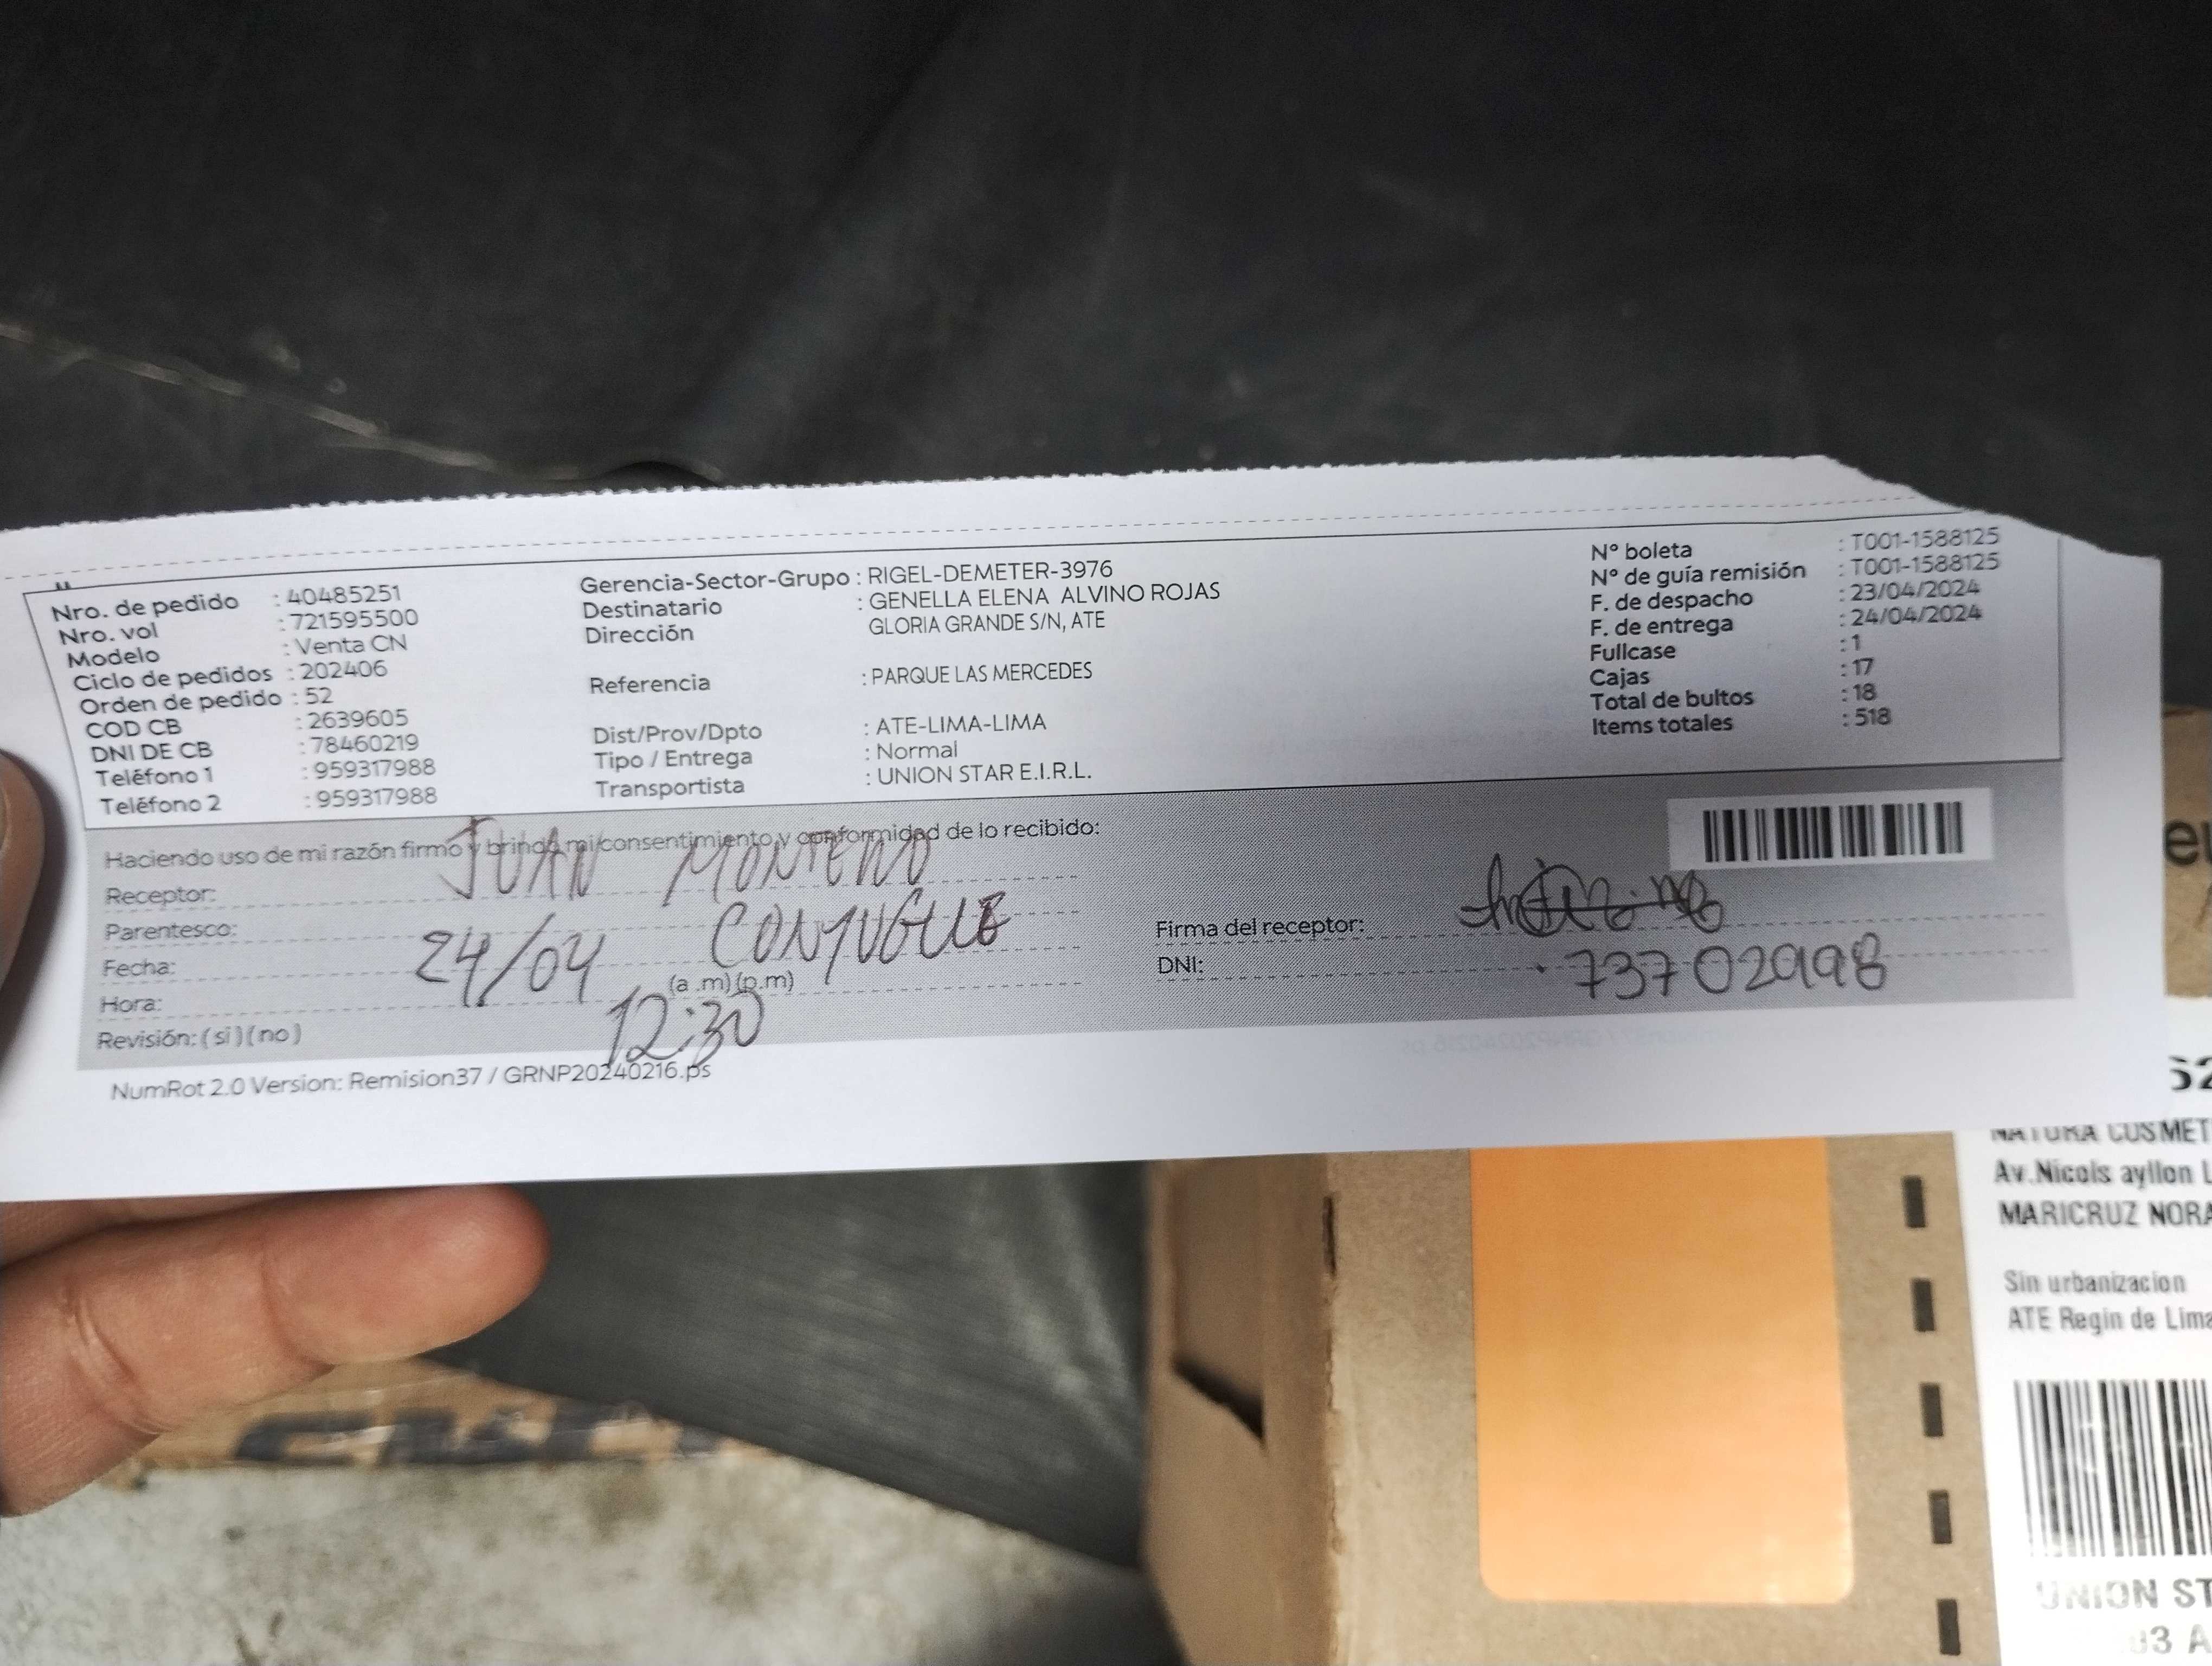 Nro. de pedido : 40485251
Nro. vol : 721595500
Modelo : Venta CN
Ciclo de pedidos : 202406
Orden de pedido : 52
COD CB : 2639605
DNI DE CB : 78460219
Teléfono 1 : 959317988
Teléfono 2 : 959317988
Gerencia-Sector-Grupo : RIGEL-DEMETER-3976
Destinatario : GENELLA ELENA ALVINO ROJAS
Dirección GLORIA GRANDE S/N, ATE
Referencia : PARQUE LAS MERCEDES
Dist/Prov/Dpto : ATE-LIMA-LIMA
Tipo / Entrega : Normal
Transportista : UNION STAR E.I.R.L.
N° boleta : T001-1588125
N° de guía remisión : T001-1588125
F. de despacho : 23/04/2024
F. de entrega : 24/04/2024
Fullcase : 1
Cajas : 17
Total de bultos : 18
Items totales : 518
Haciendo uso de mi razón firmo y brindo mi consentimiento y conformidad de lo recibido:
Receptor: JUAN MONTERO
Parentesco: CONYUGUE
Fecha: 24/04
Hora: 12:30 (a .m) (p.m)
Revisión: ( si ) ( no )
Firma del receptor:
DNI: 73702998
NumRot 2.0 Version: Remision37 / GRNP20240216.ps
NATURA COSMET
Av.Nicols ayllon L
MARICRUZ NORA
Sin urbanizacion
ATE Regin de Lima
UNION ST
93 A